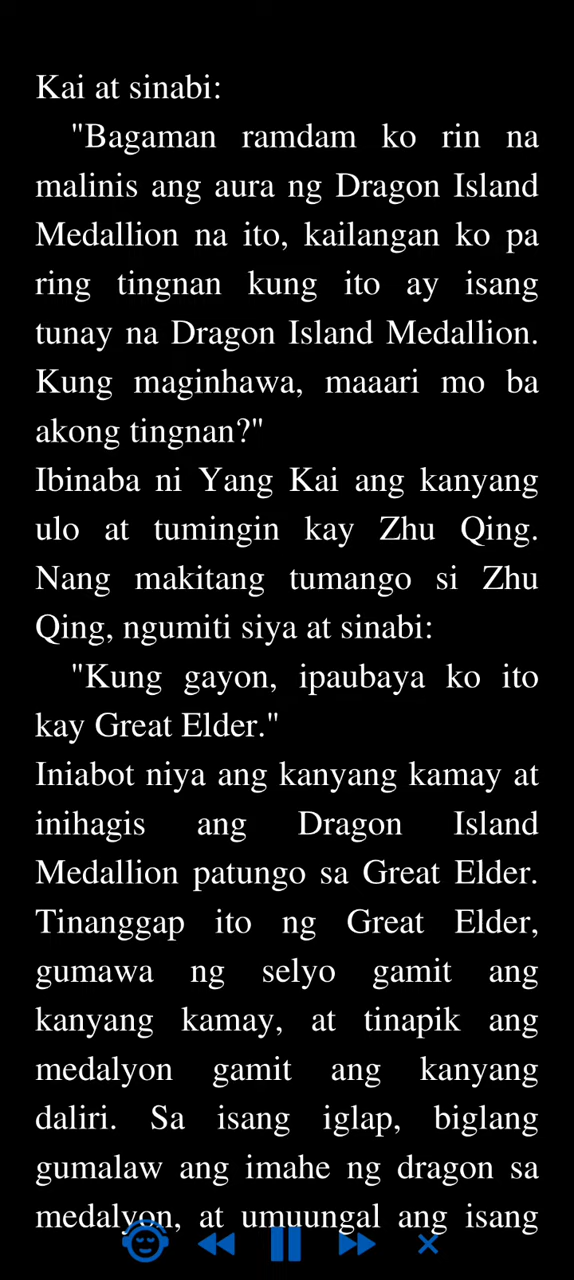 Kai at sinabi:
"Bagaman ramdam ko rin na
malinis ang aura ng Dragon Island
Medallion na ito, kailangan ko pa
ring tingnan kung ito ay isang
tunay na Dragon Island Medallion.
Kung maginhawa, maaari mo ba
akong tingnan?"
Ibinaba ni Yang Kai ang kanyang
ulo at tumingin kay Zhu Qing.
Nang makitang tumango si Zhu
Qing, ngumiti siya at sinabi:
"Kung gayon, ipaubaya ko ito
kay Great Elder."
Iniabot niya ang kanyang kamay at
inihagis ang Dragon Island
Medallion patungo sa Great Elder.
Tinanggap ito ng Great Elder,
gumawa ng selyo gamit ang
kanyang kamay, at tinapik ang
medalyon gamit ang kanyang
daliri. Sa isang iglap, biglang
gumalaw ang imahe ng dragon sa
medalyon, at umuungal ang isang